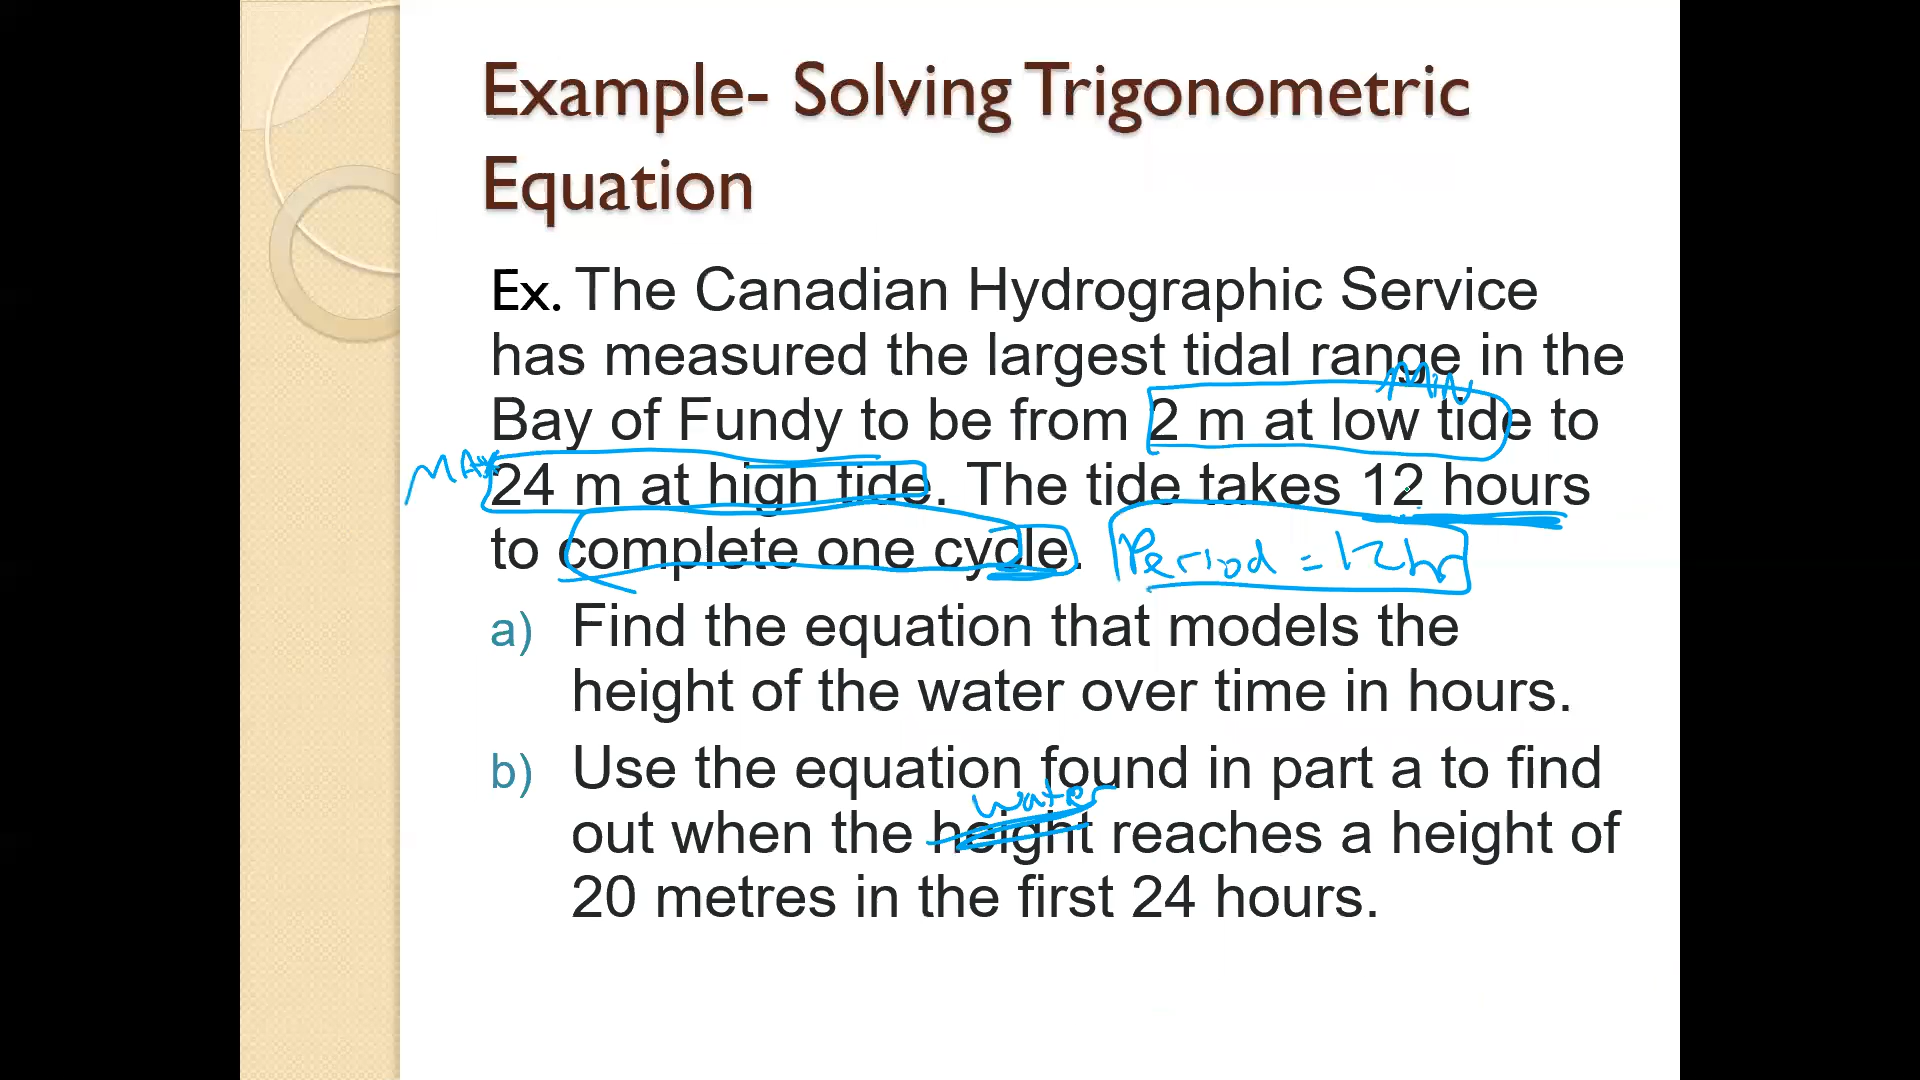 Example- Solving Trigonometric
Equation
Ex. The Canadian Hydrographic Service
has measured the largest tidal range in the
MIN
Bay of Fundy to be from 2 m at low tide to
MAX
24 m at high tide. The tide takes 12 hours
to complete one cycle. Period = 12hr
a) Find the equation that models the
height of the water over time in hours.
b) Use the equation found in part a to find
water
out when the height reaches a height of
20 metres in the first 24 hours.